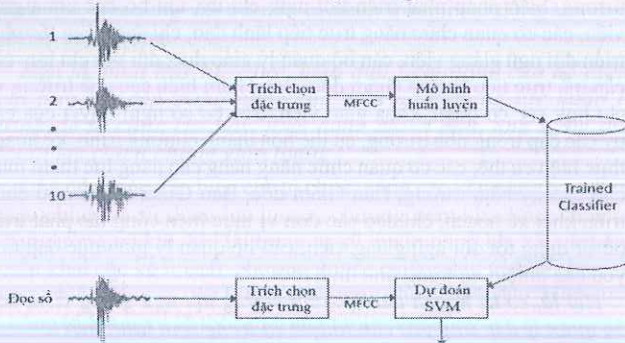 1
2
10
Trích chọn
đặc trưng
MFCC
Mô hình
huấn luyện
Trained
Classifier
Đọc số
Trích chọn
đặc trưng
MFCC
Dự đoán
SVM